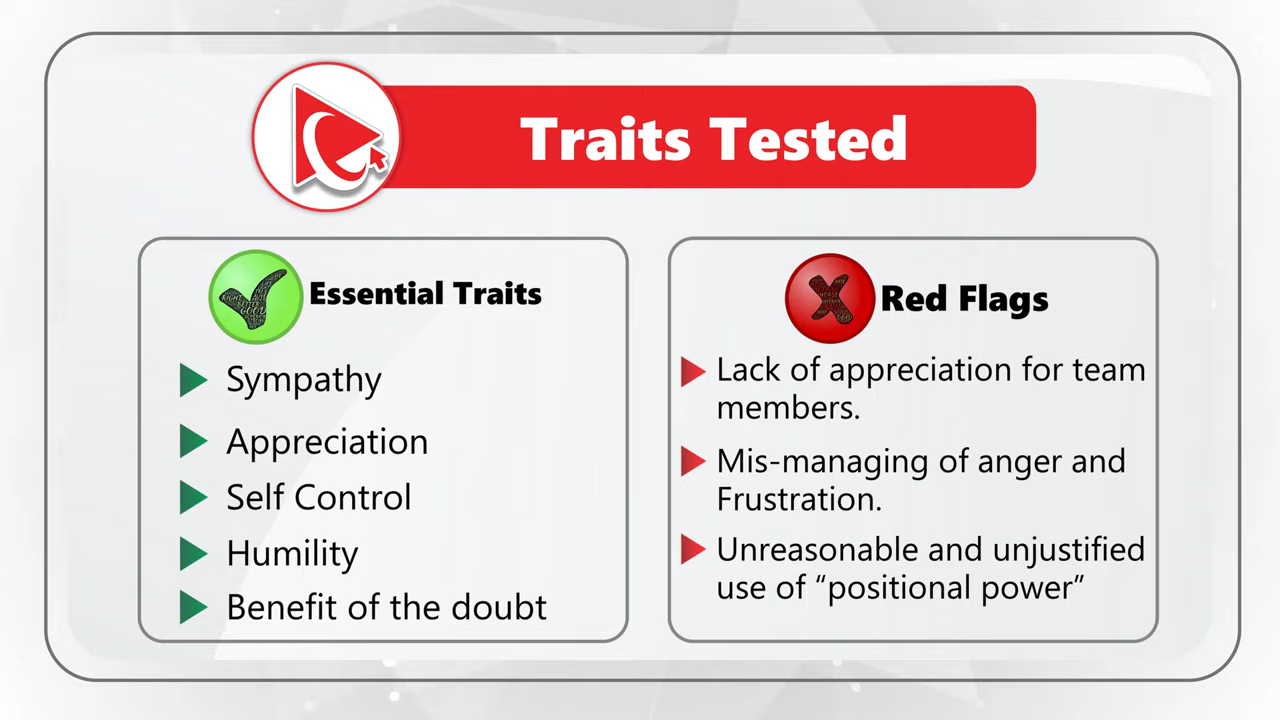 Traits Tested
Essential Traits
Sympathy
Appreciation
Self Control
Humility
Benefit of the doubt
Red Flags
Lack of appreciation for team
members.
Mis-managing of anger and
Frustration.
Unreasonable and unjustified
use of “positional power”